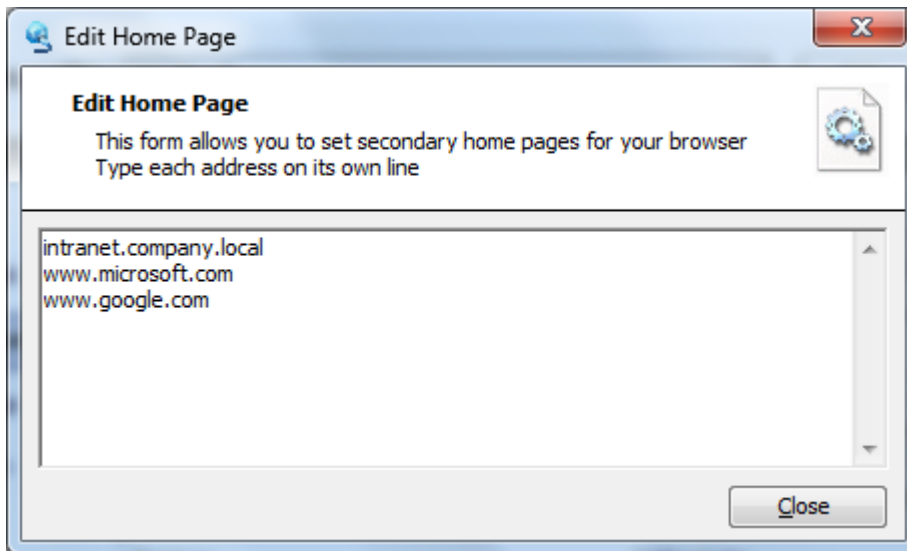 Edit Home Page
Edit Home Page
This form allows you to set secondary home pages for your browser
Type each address on its own line
intranet.company.local
www.microsoft.com
www.google.com
Close